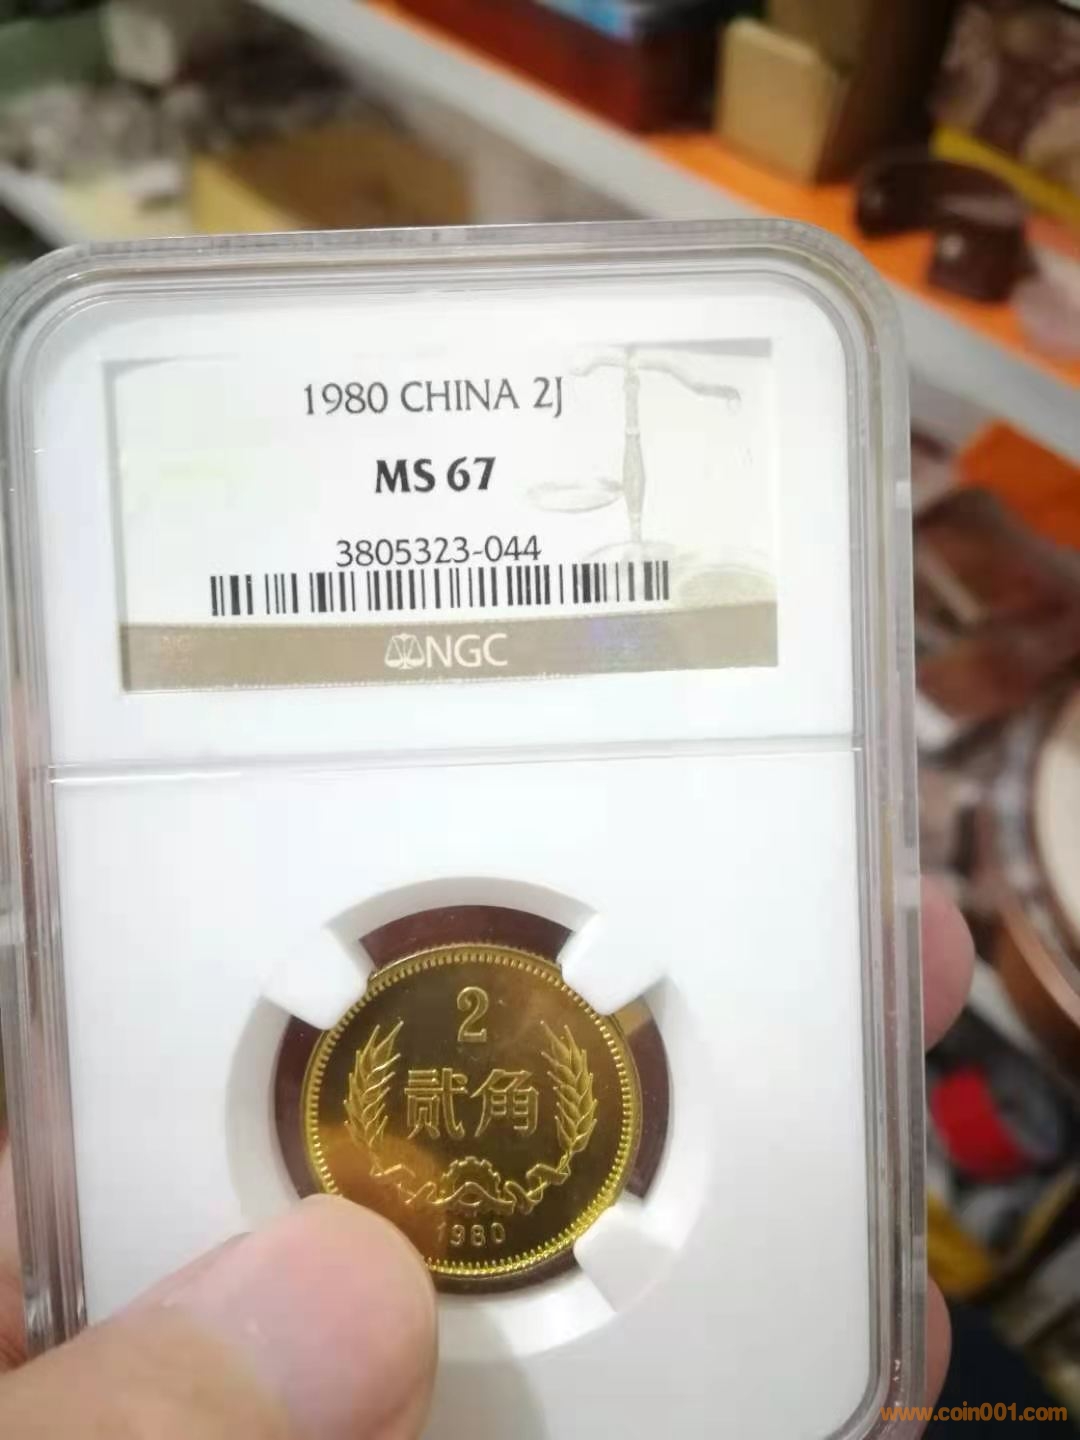 1980 CHINA 2J
MS 67
3805323-044
NGC
2
贰角
1980
www.coin001.com